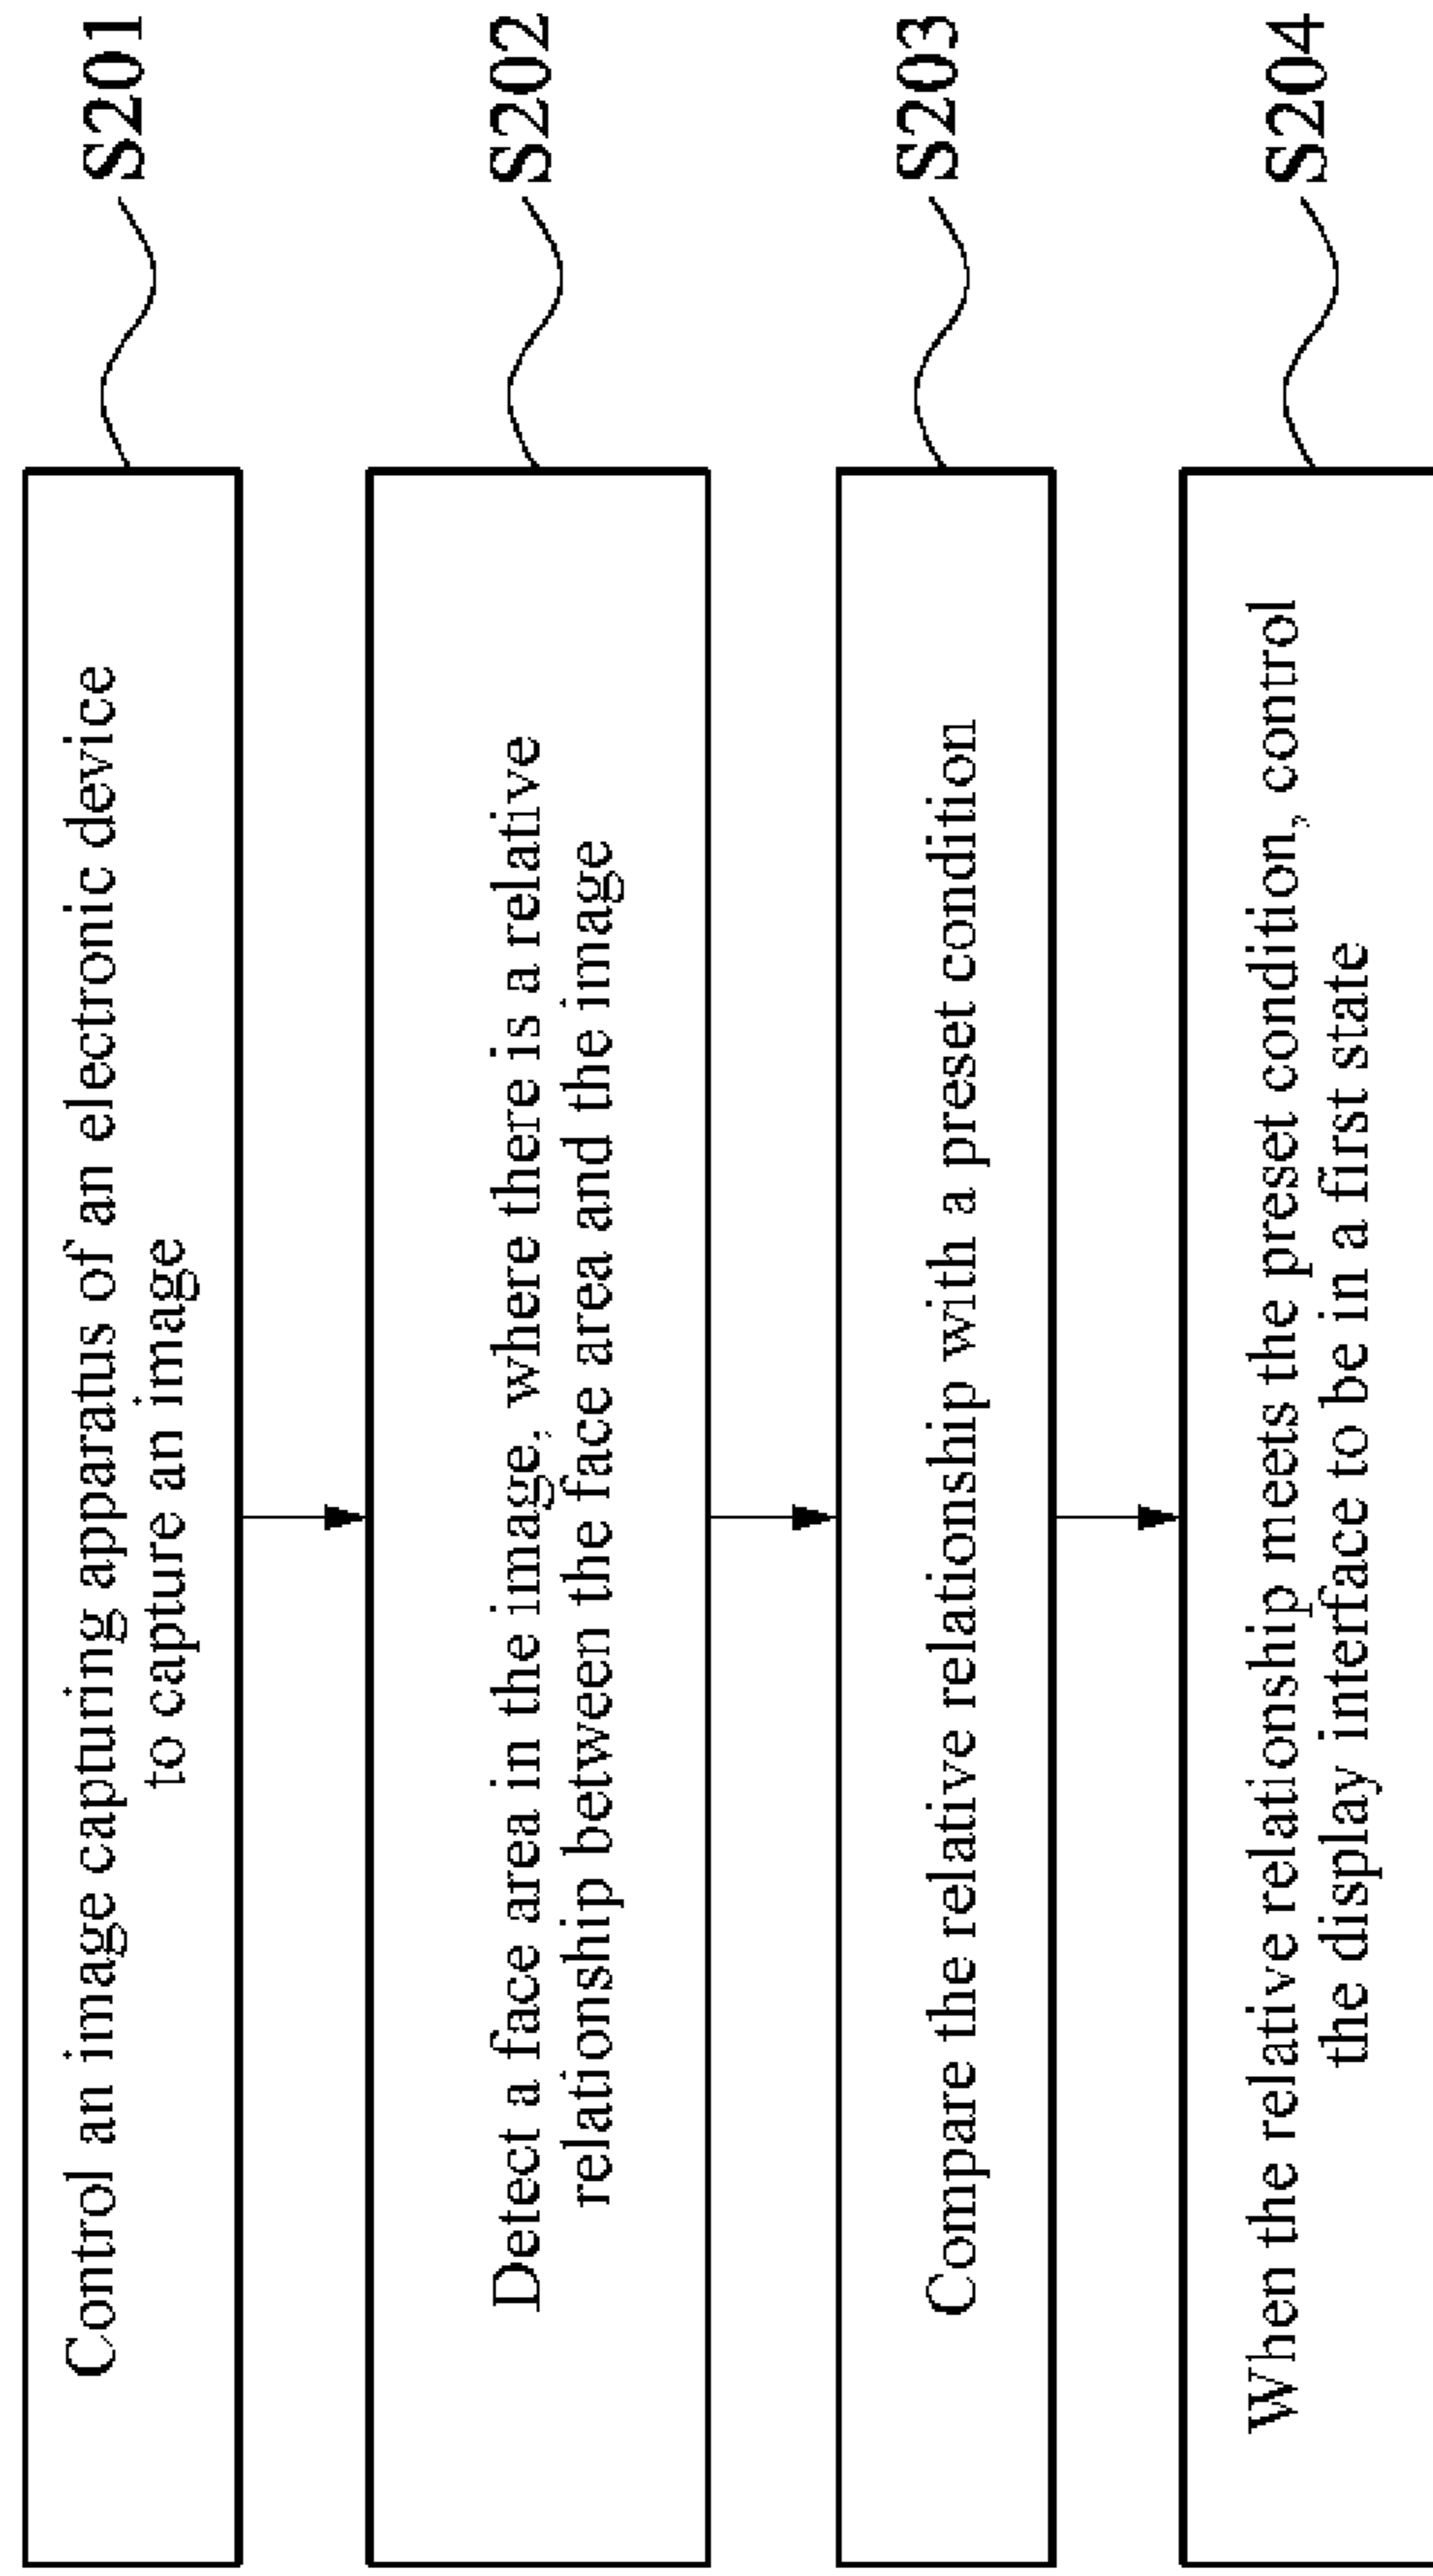 Control an image capturing apparatus of an electronic device
to capture an image
S201
Detect a face area in the image, where there is a relative
relationship between the face area and the image
S202
Compare the relative relationship with a preset condition
S203
When the relative relationship meets the preset condition, control
the display interface to be in a first state
S204